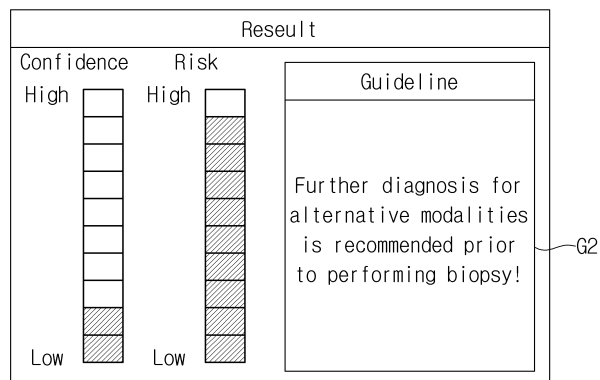 Reseult
Confidence
Risk
High
High
Low
Low
Guideline
Further diagnosis for
alternative modalities
is recommended prior
to performing biopsy!
G2